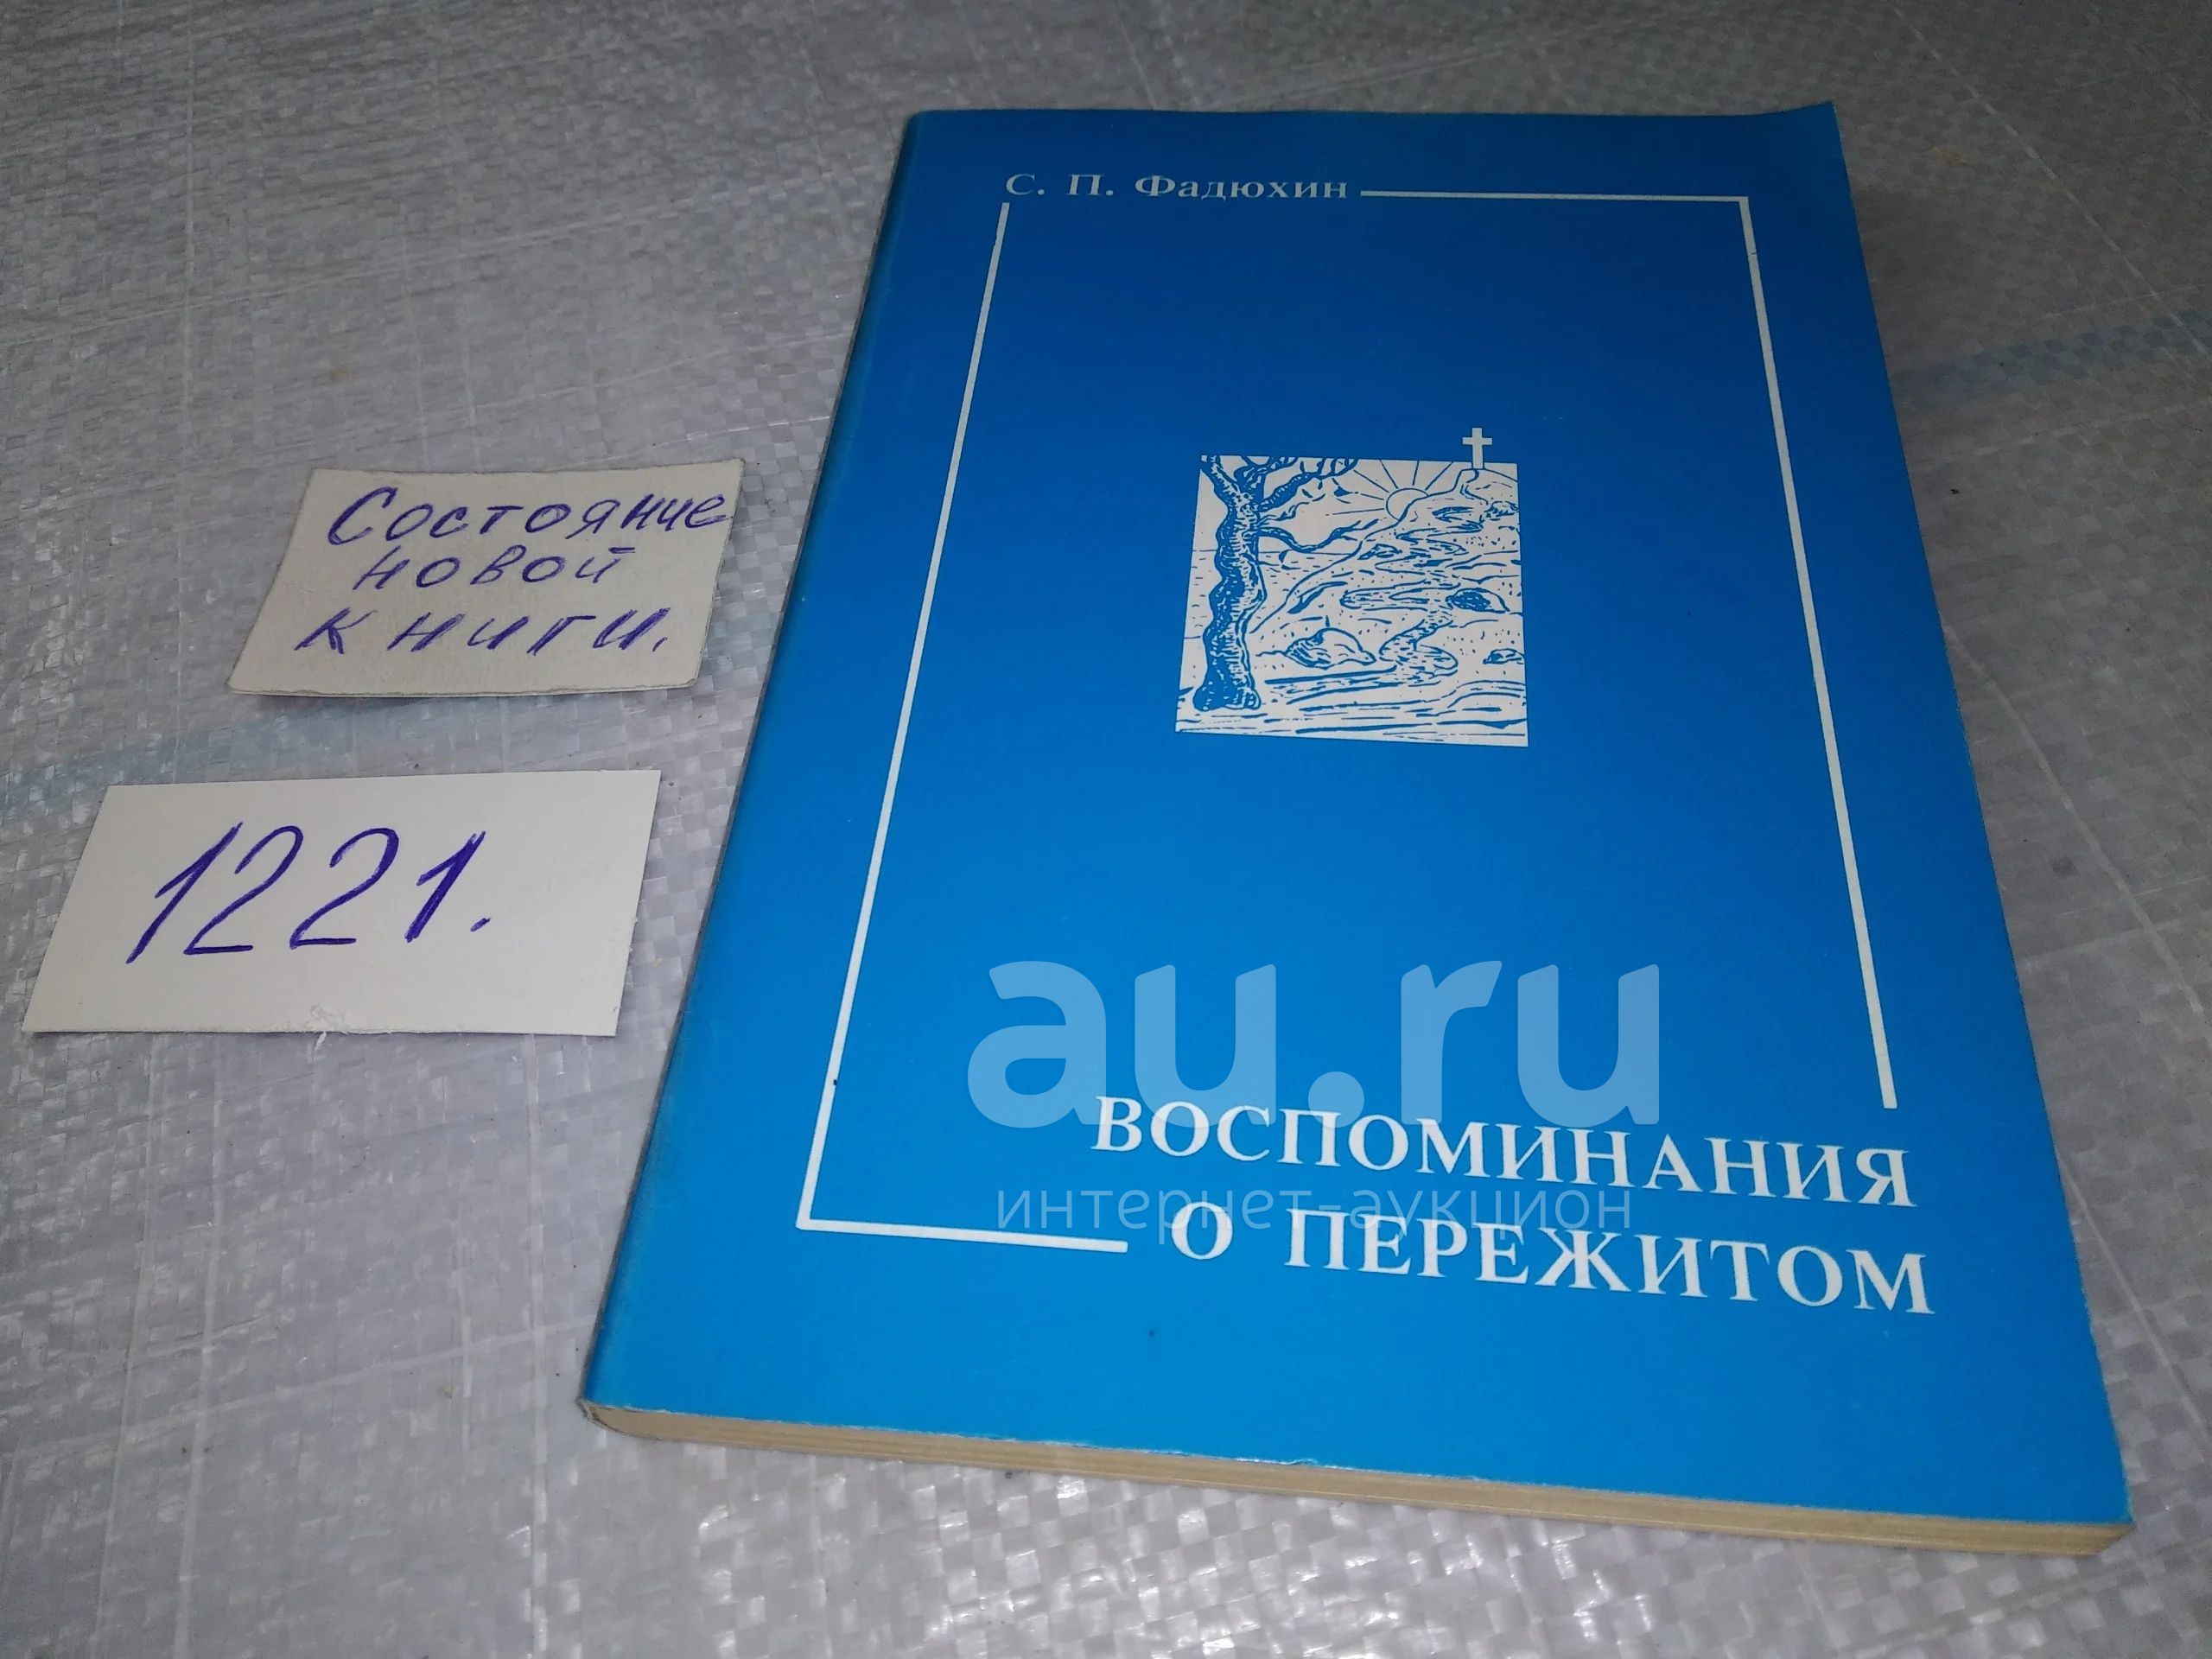 С. П. Фадюхин
Состояние
новой
книги.
1221.
au.ru
интернет-аукцион
ВОСПОМИНАНИЯ
О ПЕРЕЖИТОМ